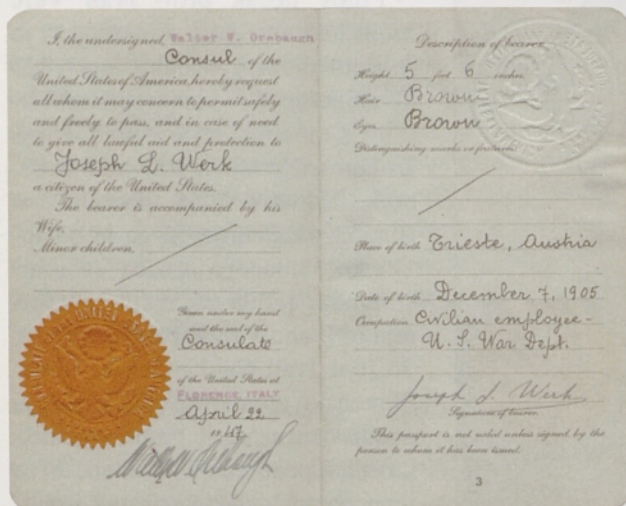 I, the undersigned, Walter W. Orebaugh
Consul of the
United States of America, hereby request
all whom it may concern to permit safely
and freely to pass, and in case of need
to give all lawful aid and protection to
Joseph L. Werk
a citizen of the United States.
The bearer is accompanied by his
Wife,
Minor children,
Given under my hand
and the seal of the
Consulate
of the United States at
FLORENCE, ITALY
April 22
1947
Description of bearer
Height 5 feet 6 inches
Hair Brown
Eyes Brown
Distinguishing marks or features
Place of birth Trieste, Austria
Date of birth December 7, 1905
Occupation Civilian employee-
U. S. War Dept.
Joseph L. Werk
Signature of bearer.
This passport is not valid unless signed by the
person to whom it has been issued.
3